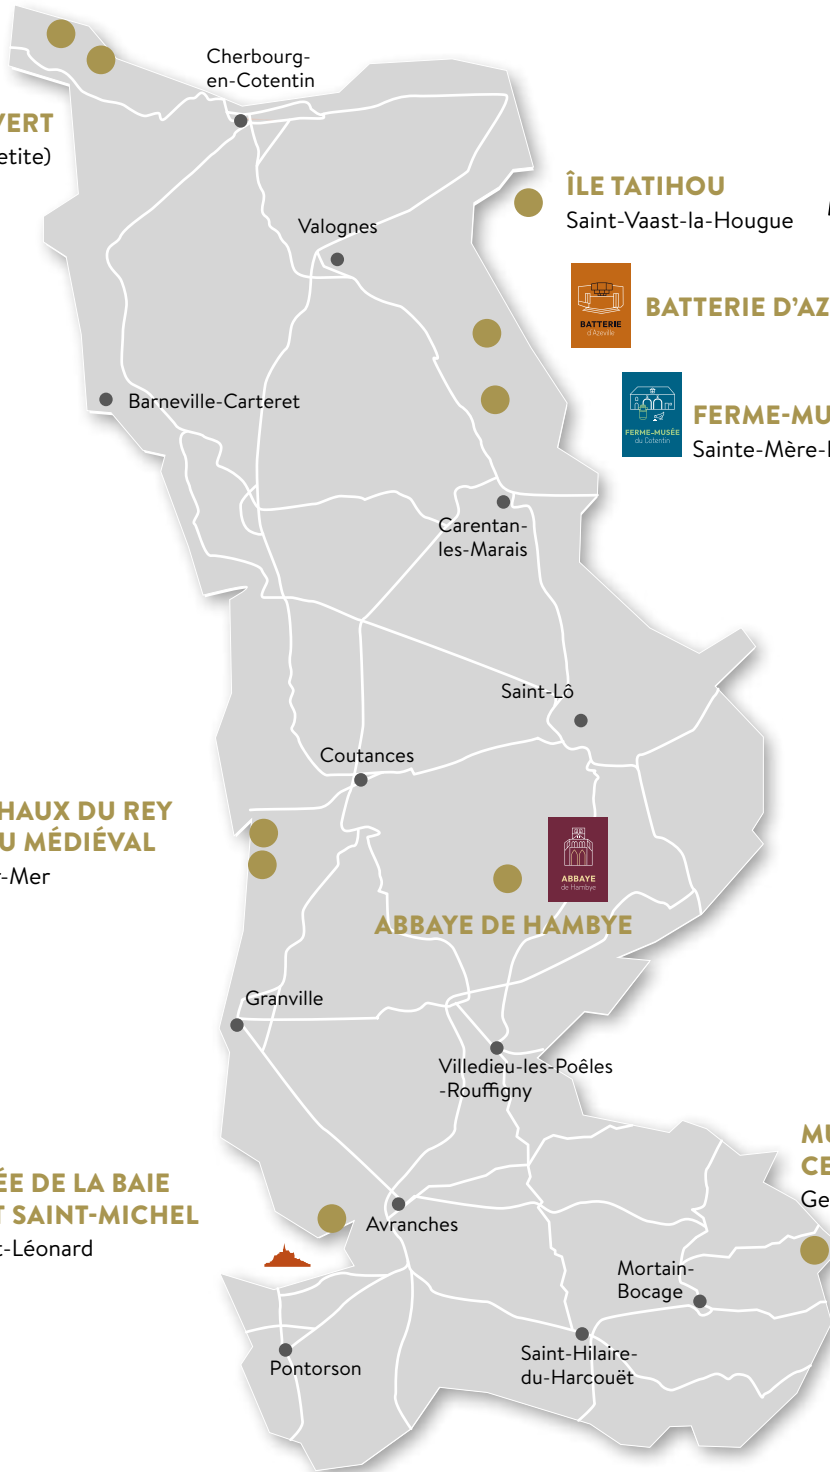 Cherbourg-
en-Cotentin
VERT
etite)
ÎLE TATIHOU
Saint-Vaast-la-Hougue
Valognes
BATTERIE
d'Azeville
BATTERIE D'AZ
Barneville-Carteret
FERME-MUSÉE
du Cotentin
FERME-MU
Sainte-Mère-
Carentan-
les-Marais
Saint-Lô
Coutances
HAUX DU REY
U MÉDIÉVAL
-Mer
ABBAYE
de Hambye
ABBAYE DE HAMBYE
Granville
Villedieu-les-Poêles
-Rouffigny
MU
CE
Ge
ÉE DE LA BAIE
T SAINT-MICHEL
t-Léonard
Avranches
Mortain-
Bocage
Pontorson
Saint-Hilaire-
du-Harcouët